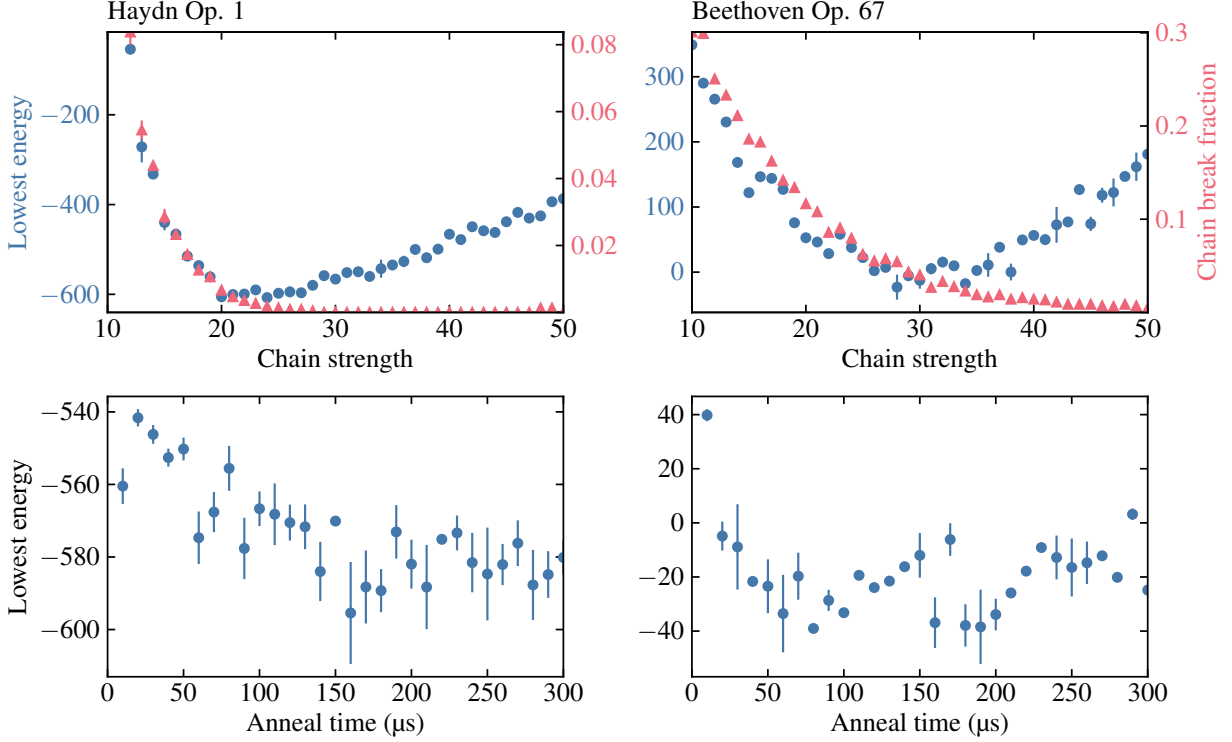 Haydn Op. 1
Beethoven Op. 67
Lowest energy
−200
−400
−600
0.08
0.06
0.04
0.02
10 20 30 40 50
Chain strength
300
200
100
0
0.3
0.2
0.1
Chain break fraction
10 20 30 40 50
Chain strength
Lowest energy
−540
−560
−580
−600
0 50 100 150 200 250 300
Anneal time (µs)
40
20
0
−20
−40
0 50 100 150 200 250 300
Anneal time (µs)